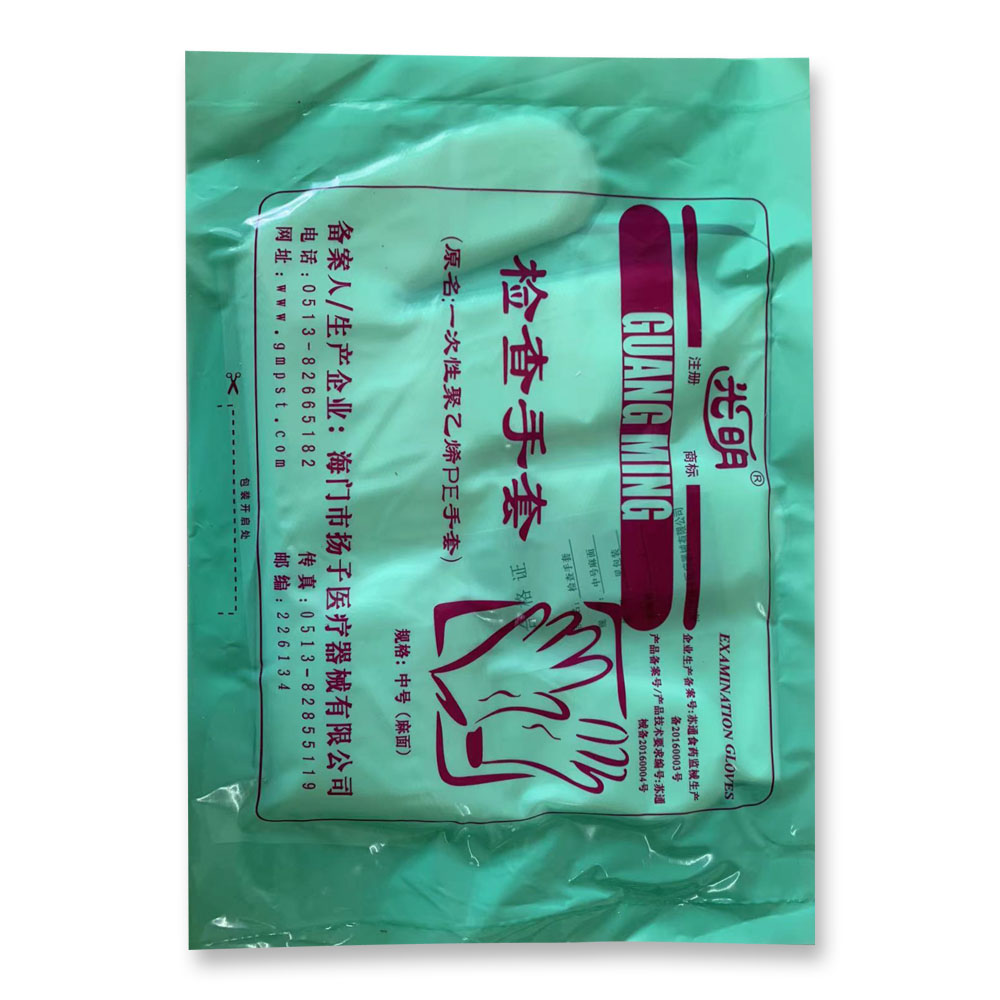 光明®
注册 商标
GUANG MING
EXAMINATION GLOVES
企业生产备案号:苏通食药监械生产
备20160003号
产品备案号/产品技术要求编号:苏通
械备20160004号
检查手套
(原名:一次性聚乙烯PE手套)
规格: 中号(麻面)
备案人/生产企业: 海门市扬子医疗器械有限公司
电话:0513-82665182 传真:0513-82855119
网址:www.gmpst.com 邮编:226134
包装开启处